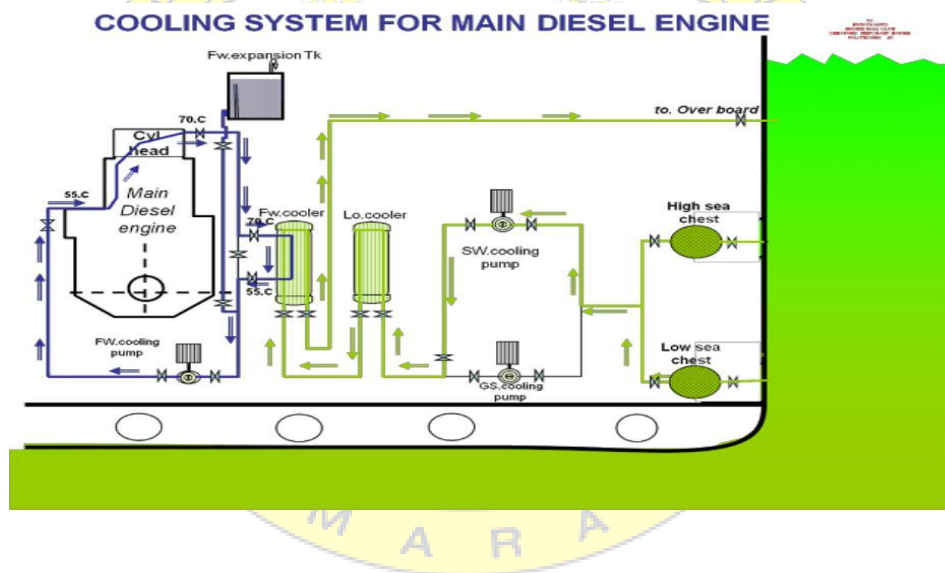 COOLING SYSTEM FOR MAIN DIESEL ENGINE
Fw.expansion Tk
to. Over board
70.C
Cyl
head
55.C
Main
Diesel
engine
Fw.cooler
Lo.cooler
70.C
55.C
High sea
chest
SW.cooling
pump
FW.cooling
pump
Low sea
chest
GS.cooling
pump
M A R A